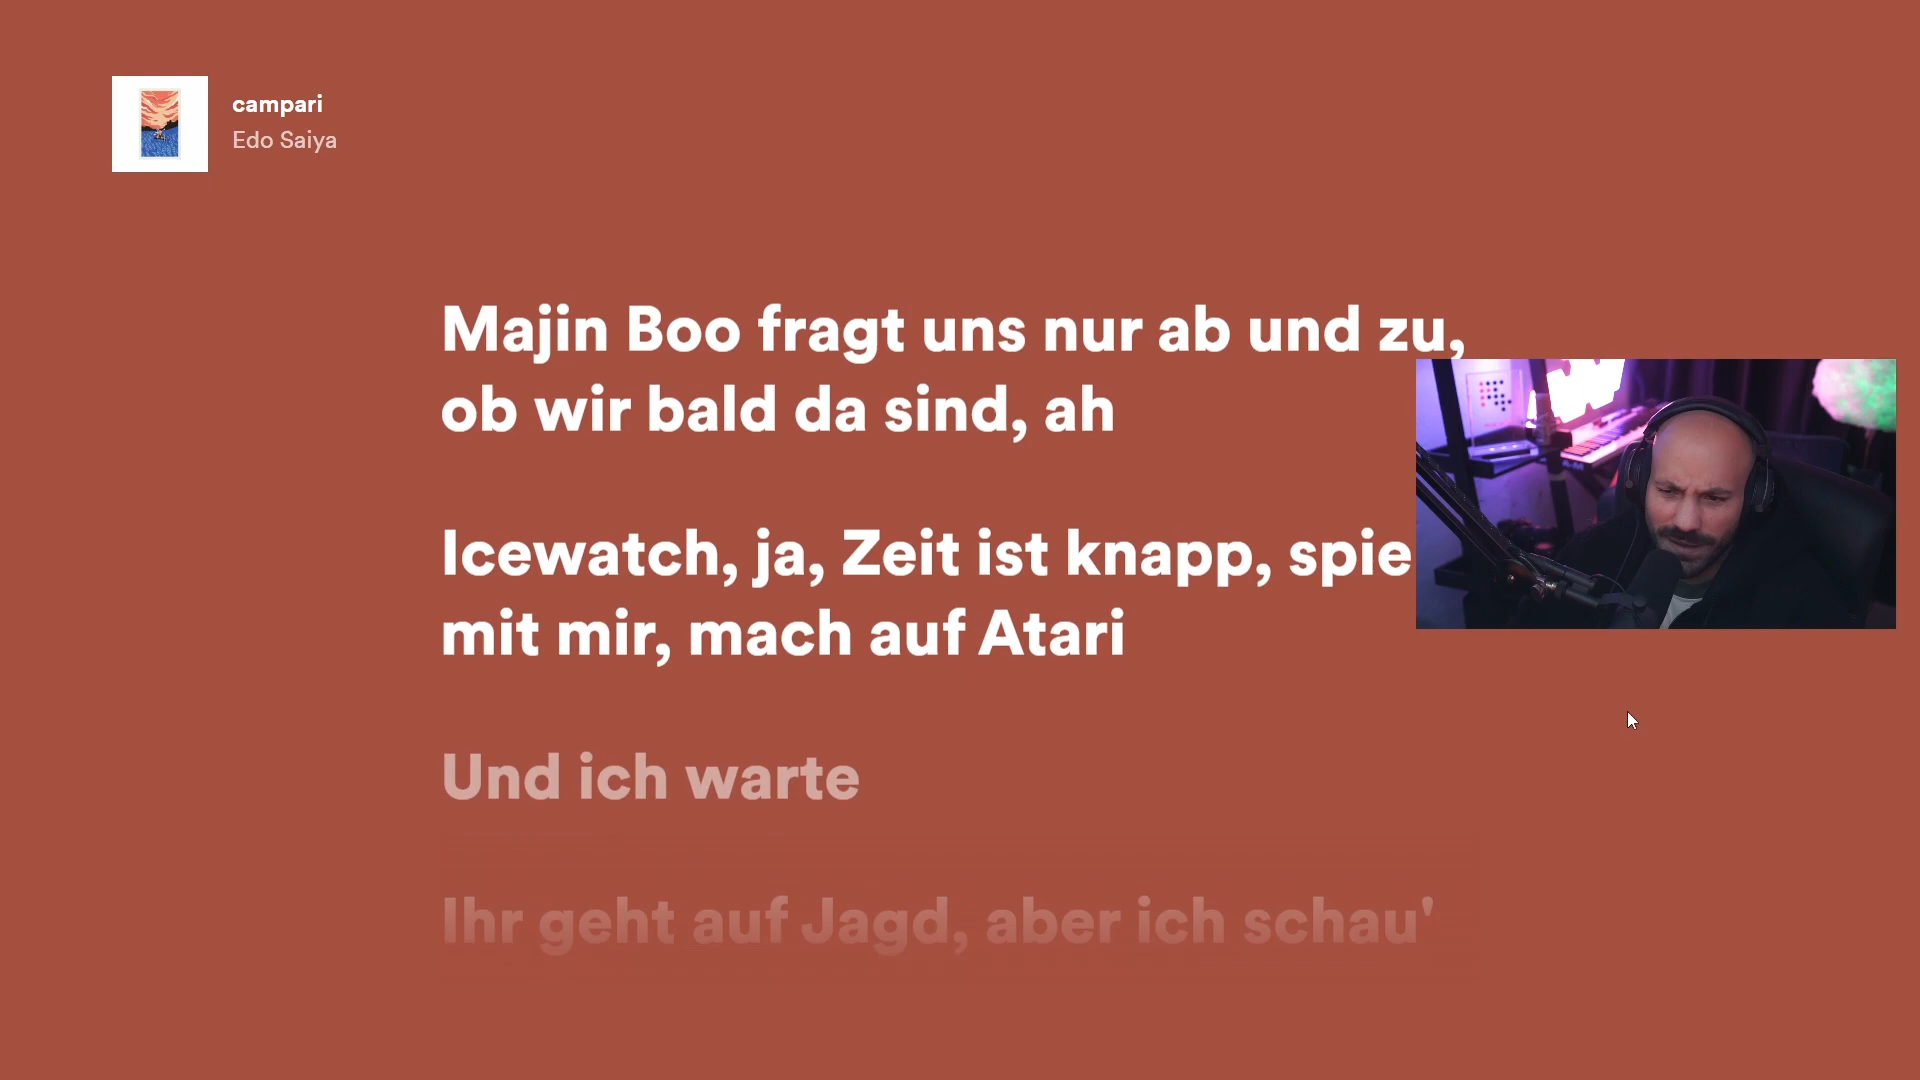 campari
Edo Saiya
Majin Boo fragt uns nur ab und zu,
ob wir bald da sind, ah
Icewatch, ja, Zeit ist knapp,
mit mir, mach auf Atari
Und ich warte
Ihr geht auf Jagd, aber ich schau'